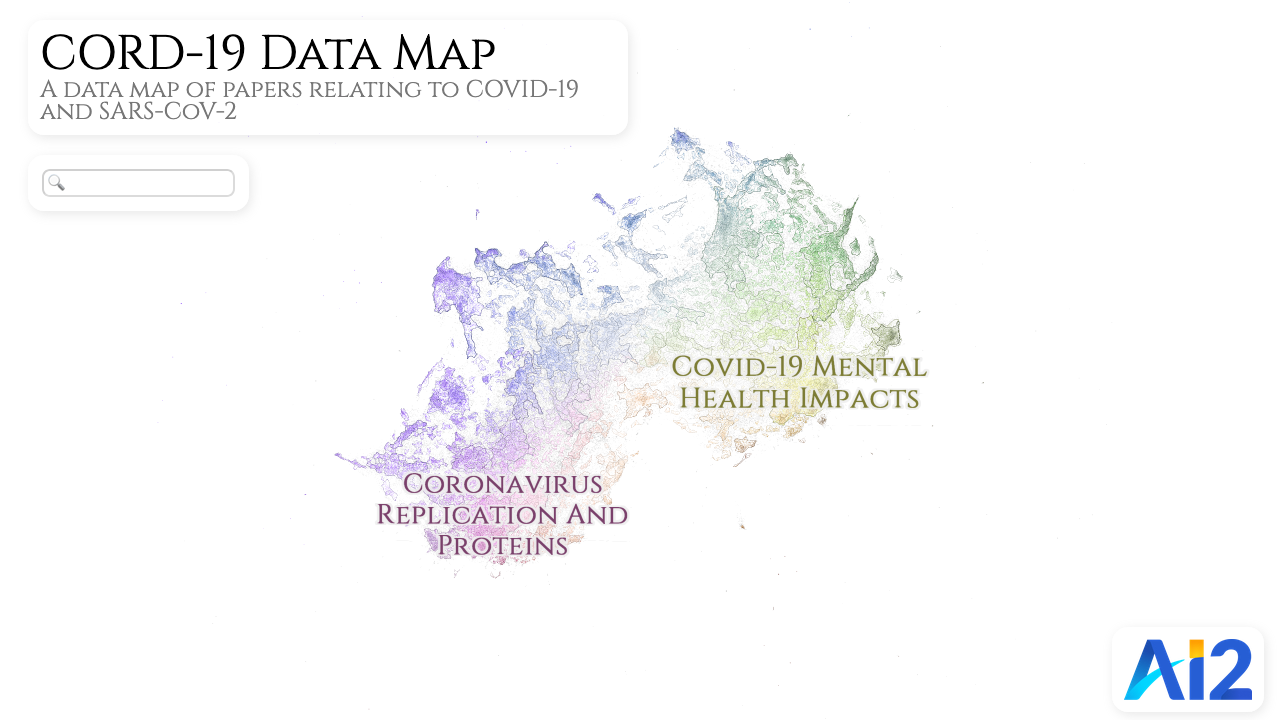 CORD-19 Data Map
A data map of papers relating to COVID-19
and SARS-CoV-2
Covid-19 Mental
Health Impacts
Coronavirus
Replication And
Proteins
Ai2